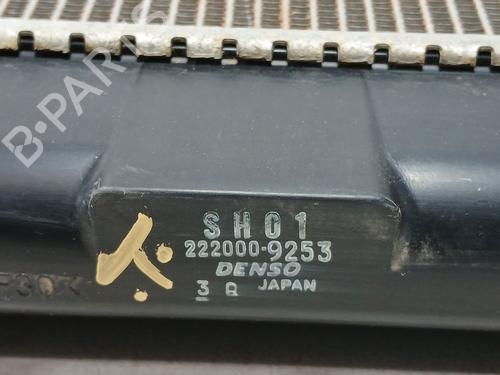 B-PARTS
SH01
222000-9253
DENSO
3 Q JAPAN